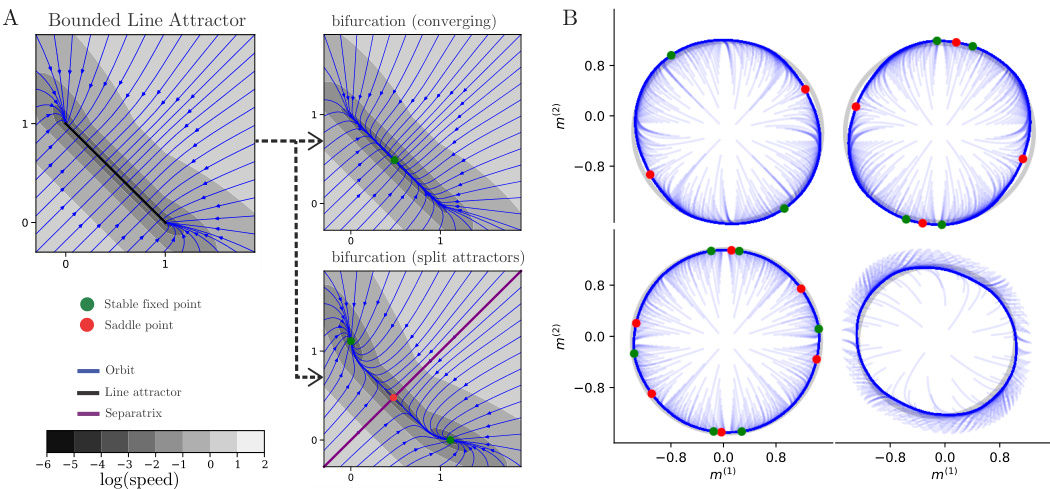 A
Bounded Line Attractor
1
0
0
1
bifurcation (converging)
1
0
0
1
bifurcation (split attractors)
1
0
0
1
Stable fixed point
Saddle point
Orbit
Line attractor
Separatrix
−6 −5 −4 −3 −2 −1 0 1 2
log(speed)
B
m(2)
0.8
0.0
−0.8
m(2)
0.8
0.0
−0.8
−0.8 0.0 0.8
m(1)
−0.8 0.0 0.8
m(1)